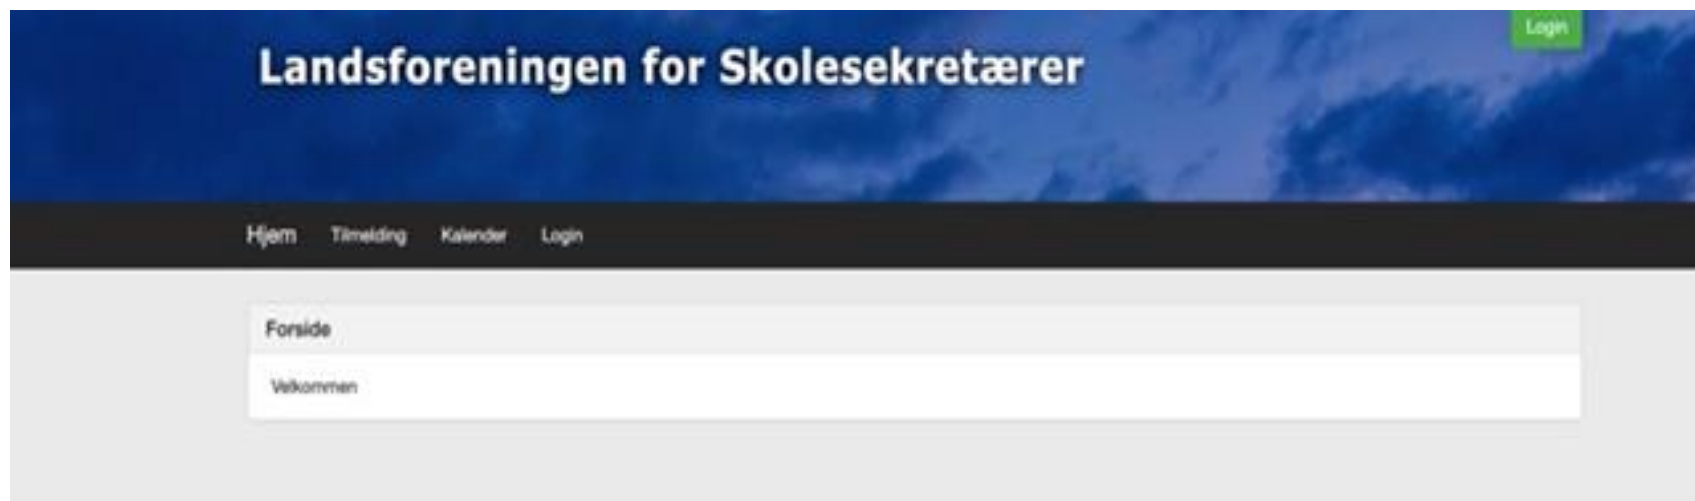 Login
Landsforeningen for Skolesekretærer
Hjem Tilmelding Kalender Login
Forside
Velkommen